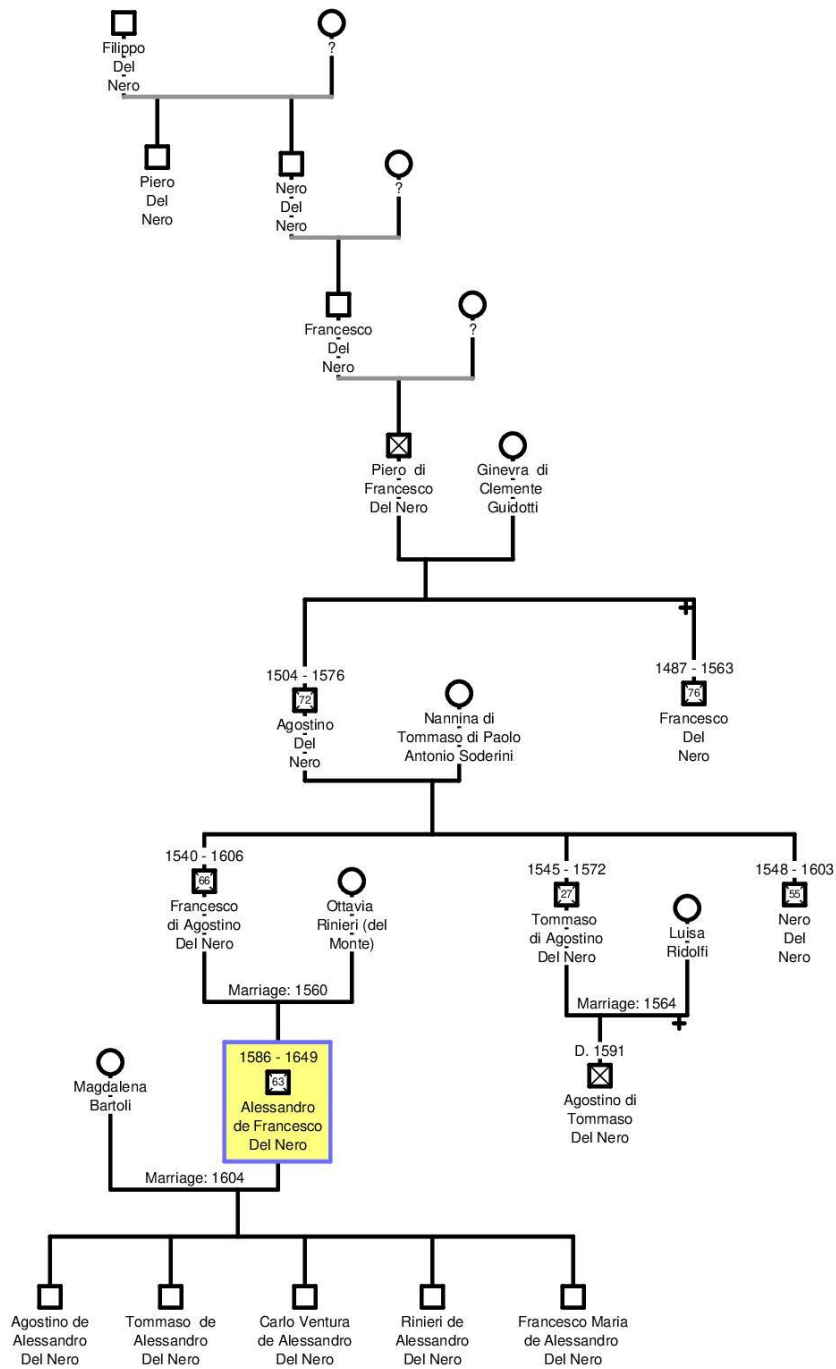 Filippo
Del
Nero
?
Piero
Del
Nero
Nero
Del
Nero
?
Francesco
Del
Nero
?
Piero di
Francesco
Del Nero
Ginevra di
Clemente
Guidotti
1504 - 1576
72
Agostino
Del
Nero
Nannina di
Tommaso di Paolo
Antonio Soderini
1487 - 1563
76
Francesco
Del
Nero
1540 - 1606
66
Francesco
di Agostino
Del Nero
Ottavia
Rinieri (del
Monte)
Marriage: 1560
1545 - 1572
27
Tommaso
di Agostino
Del Nero
Luisa
Ridolfi
Marriage: 1564
1548 - 1603
55
Nero
Del
Nero
Magdalena
Bartoli
1586 - 1649
63
Alessandro
de Francesco
Del Nero
Marriage: 1604
D. 1591
Agostino di
Tommaso
Del Nero
Agostino de
Alessandro
Del Nero
Tommaso de
Alessandro
Del Nero
Carlo Ventura
de Alessandro
Del Nero
Rinieri de
Alessandro
Del Nero
Francesco Maria
de Alessandro
Del Nero